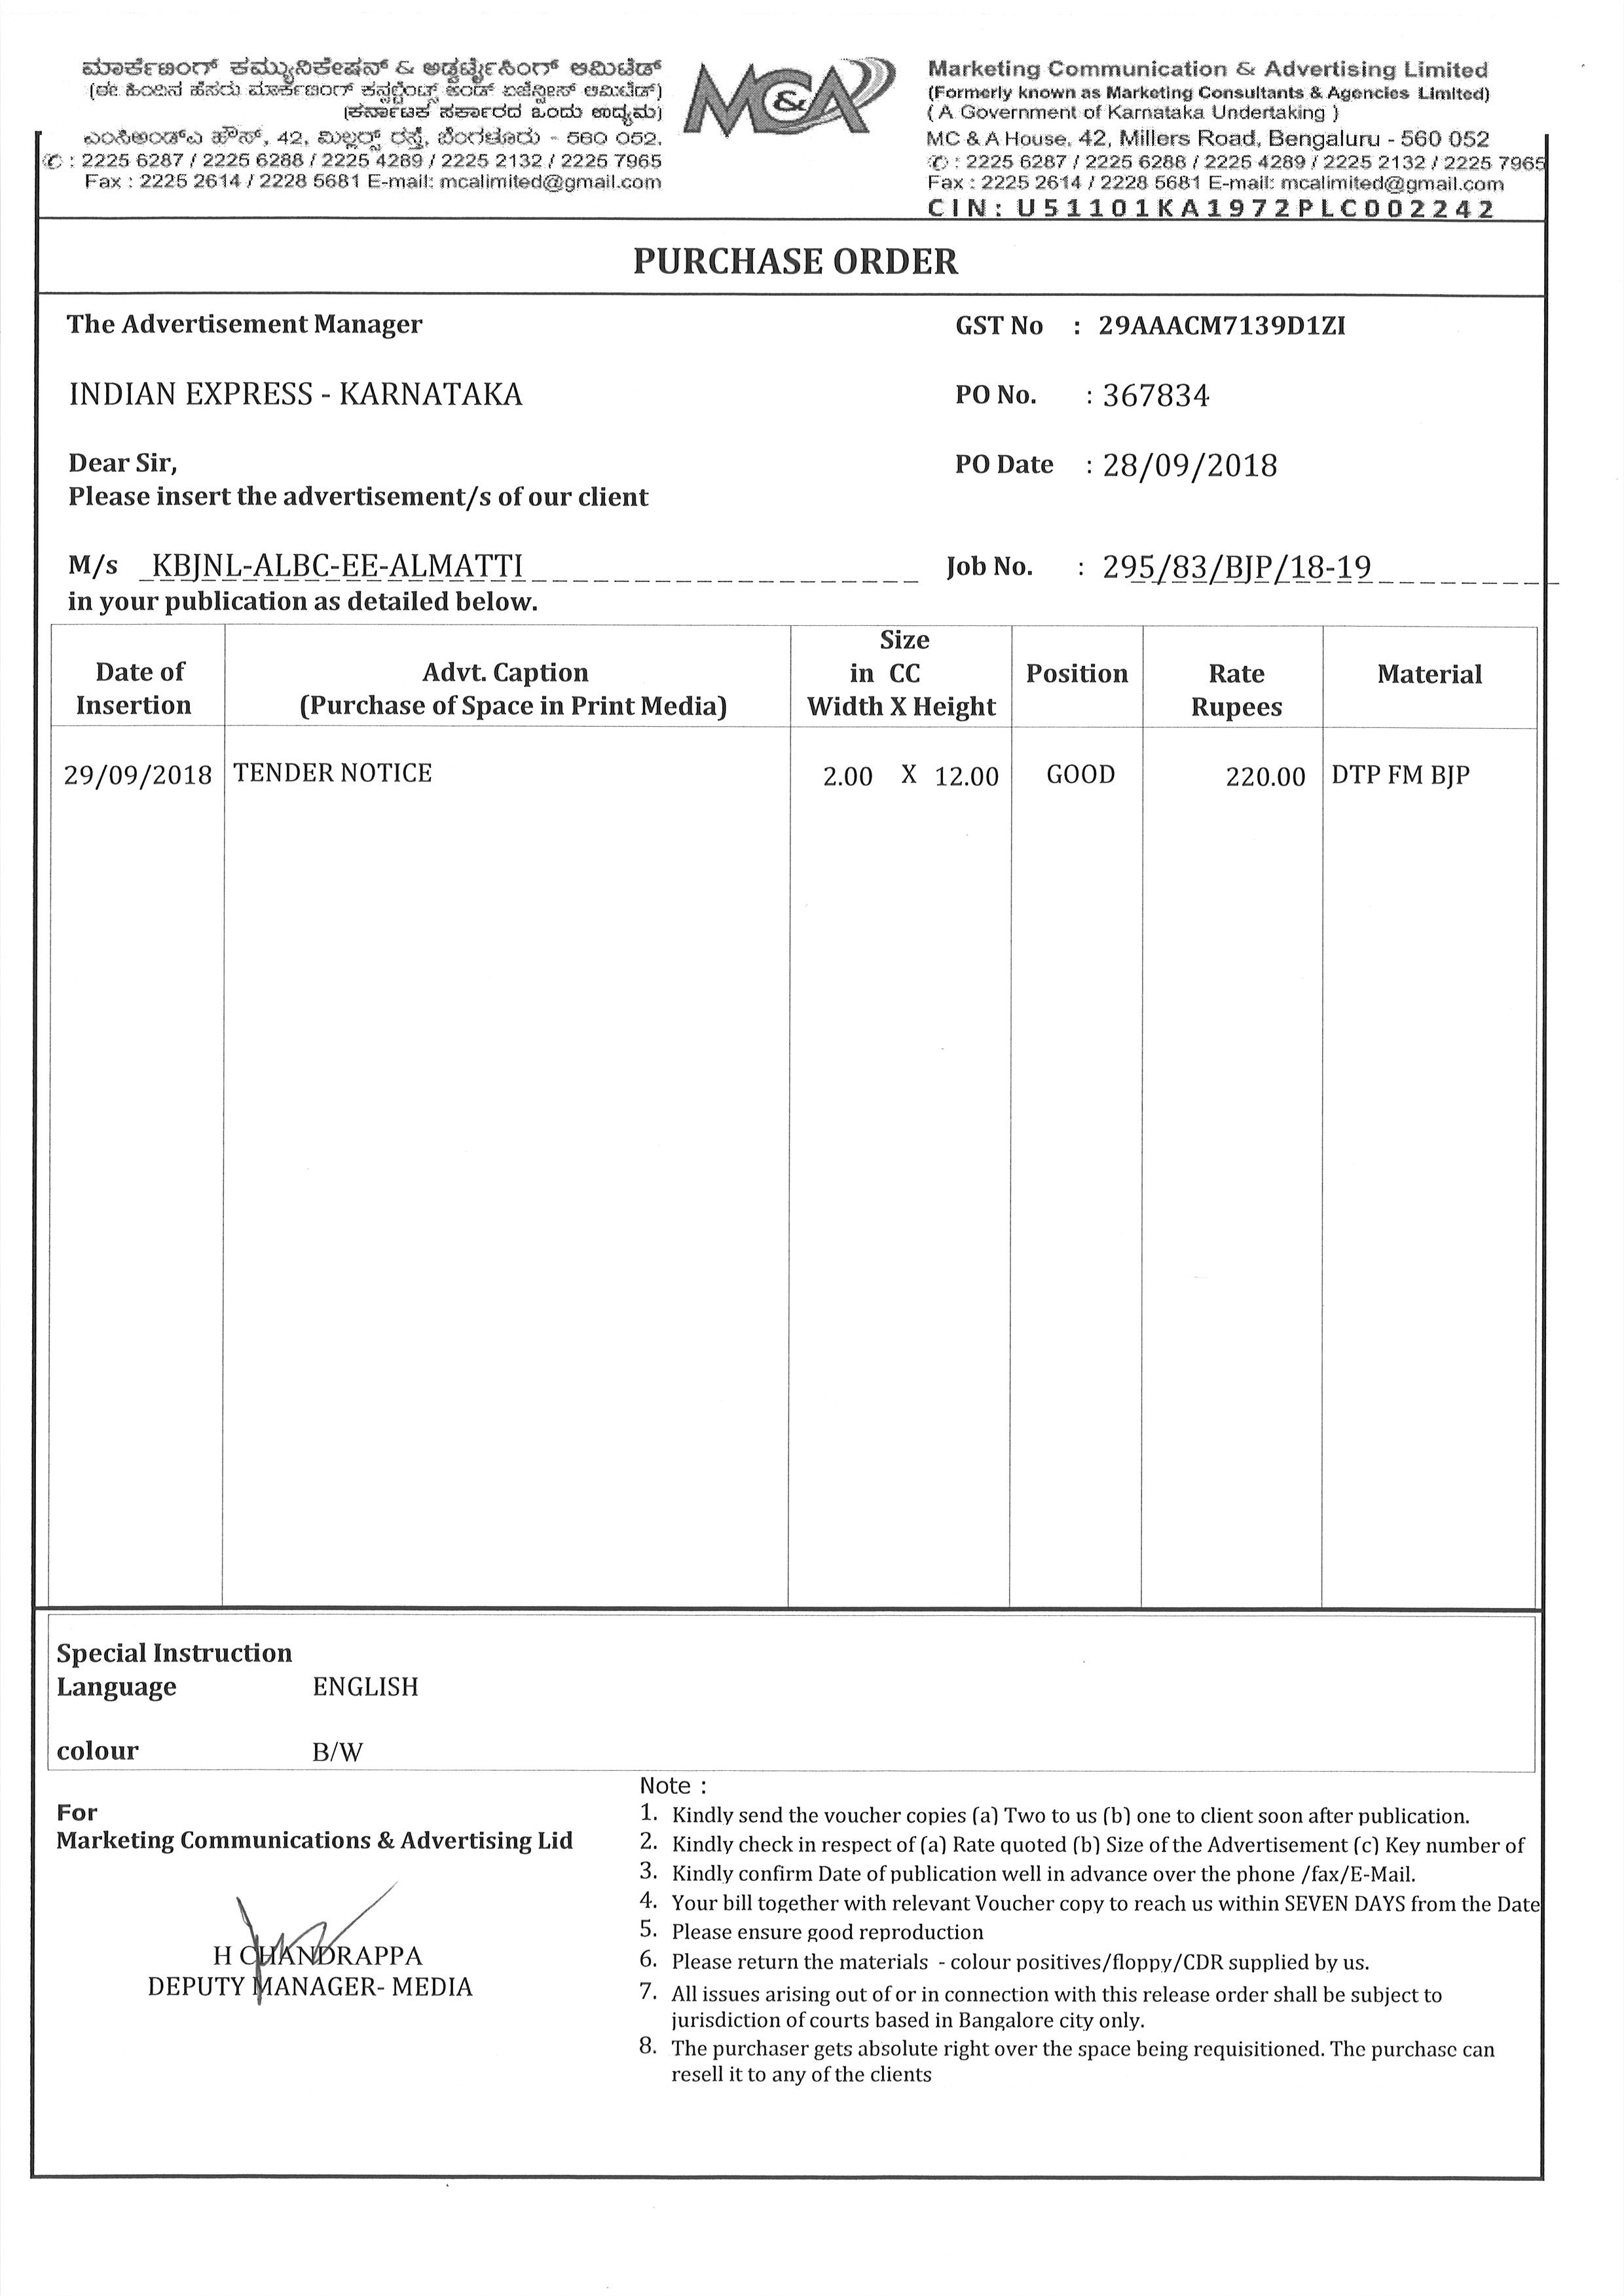 ಮಾರ್ಕೆಟಿಂಗ್ ಕಮ್ಯುನಿಕೇಷನ್ & ಅಡ್ವರ್ಟೈಸಿಂಗ್ ಲಿಮಿಟೆಡ್
(ಈ ಹಿಂದಿನ ಹೆಸರು ಮಾರ್ಕೆಟಿಂಗ್ ಕನ್ಸಲ್ಟೆಂಟ್ಸ್ ಅಂಡ್ ಏಜೆನ್ಸೀಸ್ ಲಿಮಿಟೆಡ್)
(ಕರ್ನಾಟಕ ಸರ್ಕಾರದ ಒಂದು ಉದ್ಯಮ)
ಎಂಸಿಅಂಡ್ಎ ಹೌಸ್, 42, ಮಿಲ್ಲರ್ಸ್ ರಸ್ತೆ, ಬೆಂಗಳೂರು - 560 052.
✆ : 2225 6287 / 2225 6288 / 2225 4289 / 2225 2132 / 2225 7965
Fax : 2225 2614 / 2228 5681 E-mail: mcalimited@gmail.com
MC&A
Marketing Communication & Advertising Limited
(Formerly known as Marketing Consultants & Agencies Limited)
( A Government of Karnataka Undertaking )
MC & A House, 42, Millers Road, Bengaluru - 560 052
✆ : 2225 6287 / 2225 6288 / 2225 4289 / 2225 2132 / 2225 7965
Fax : 2225 2614 / 2228 5681 E-mail: mcalimited@gmail.com
CIN: U51101KA1972PLC002242
PURCHASE ORDER
The Advertisement Manager GST No : 29AAACM7139D1ZI
INDIAN EXPRESS - KARNATAKA PO No. : 367834
Dear Sir, PO Date : 28/09/2018
Please insert the advertisement/s of our client
M/s KBJNL-ALBC-EE-ALMATTI Job No. : 295/83/BJP/18-19
in your publication as detailed below.
Date of Insertion
Advt. Caption (Purchase of Space in Print Media)
Size in CC Width X Height
Position
Rate Rupees
Material
29/09/2018 TENDER NOTICE 2.00 X 12.00 GOOD 220.00 DTP FM BJP
Special Instruction
Language ENGLISH
colour B/W
For
Marketing Communications & Advertising Lid
H CHANDRAPPA
DEPUTY MANAGER- MEDIA
Note :
1. Kindly send the voucher copies (a) Two to us (b) one to client soon after publication.
2. Kindly check in respect of (a) Rate quoted (b) Size of the Advertisement (c) Key number of
3. Kindly confirm Date of publication well in advance over the phone /fax/E-Mail.
4. Your bill together with relevant Voucher copy to reach us within SEVEN DAYS from the Date
5. Please ensure good reproduction
6. Please return the materials - colour positives/floppy/CDR supplied by us.
7. All issues arising out of or in connection with this release order shall be subject to
jurisdiction of courts based in Bangalore city only.
8. The purchaser gets absolute right over the space being requisitioned. The purchase can
resell it to any of the clients